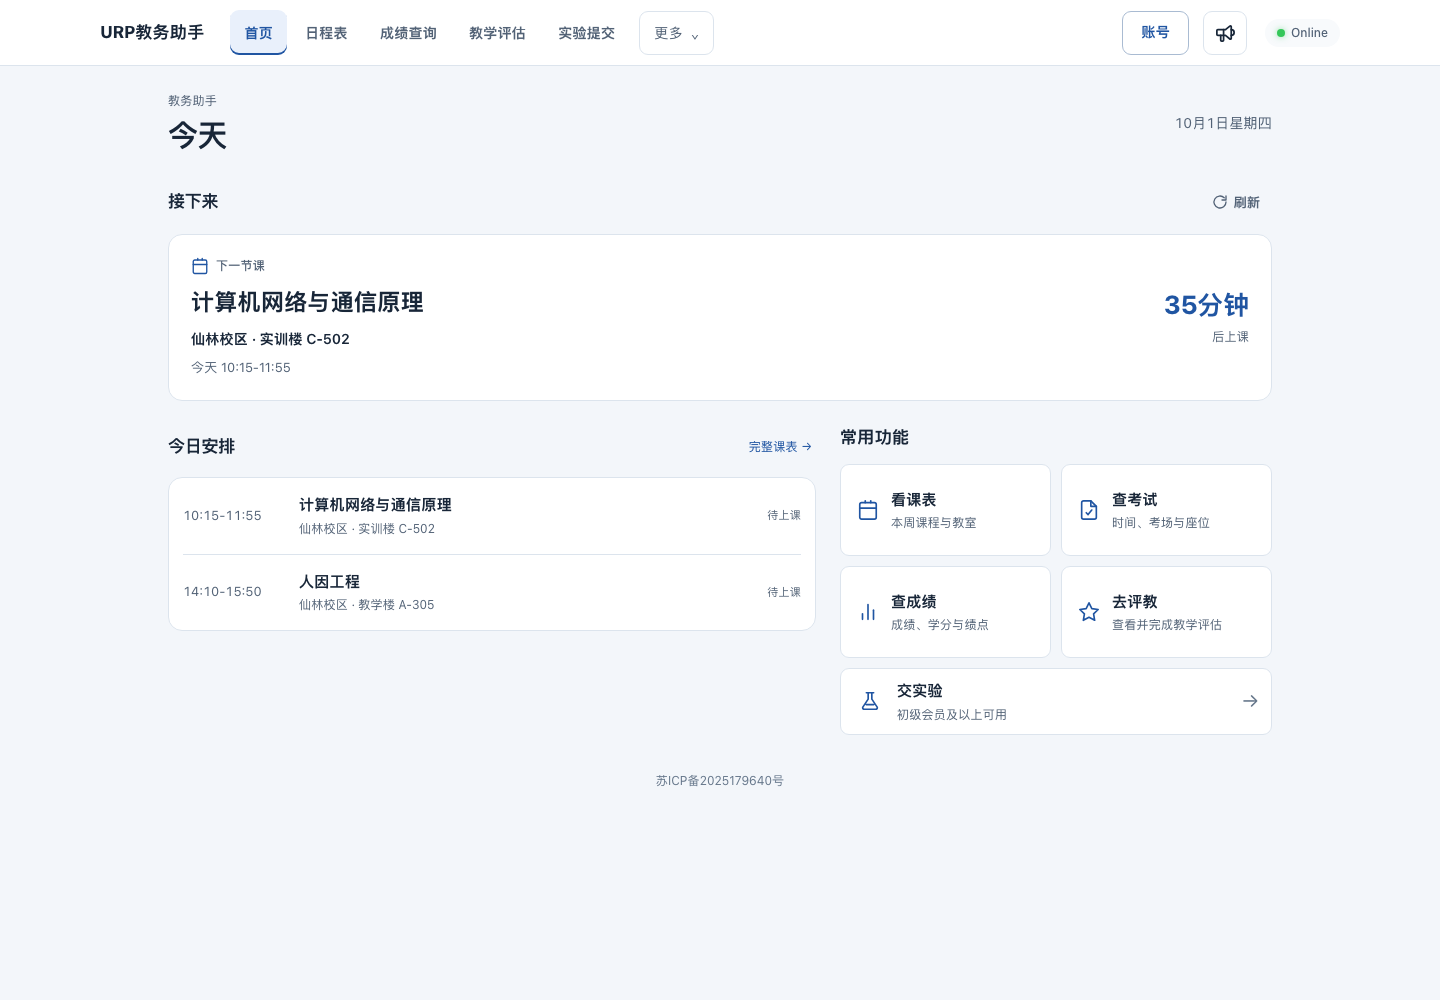 URP教务助手
首页
日程表
成绩查询
教学评估
实验提交
更多
账号
Online
教务助手
今天
10月1日星期四
接下来
刷新
下一节课
计算机网络与通信原理
仙林校区 · 实训楼 C-502
今天 10:15-11:55
35分钟
后上课
今日安排
完整课表 →
10:15-11:55
计算机网络与通信原理
仙林校区 · 实训楼 C-502
待上课
14:10-15:50
人因工程
仙林校区 · 教学楼 A-305
待上课
常用功能
看课表
本周课程与教室
查考试
时间、考场与座位
查成绩
成绩、学分与绩点
去评教
查看并完成教学评估
交实验
初级会员及以上可用
苏ICP备2025179640号